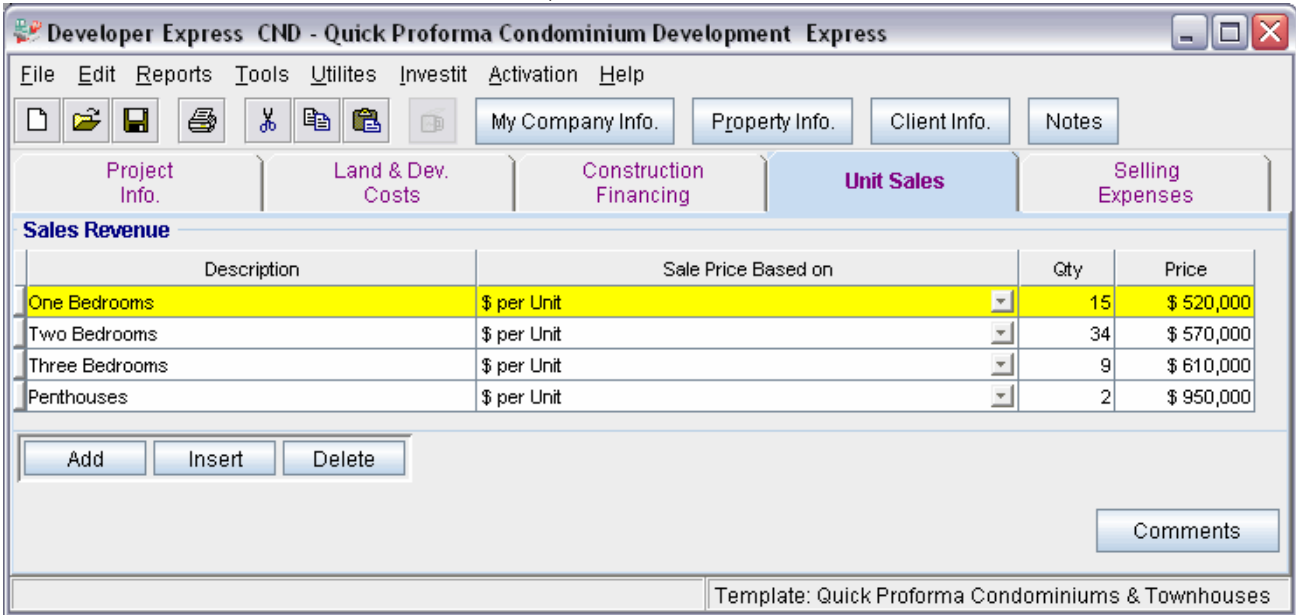 Developer Express CND - Quick Proforma Condominium Development Express
File Edit Reports Tools Utilites Investit Activation Help
My Company Info. Property Info. Client Info. Notes
Project Info. Land & Dev. Costs Construction Financing Unit Sales Selling Expenses
Sales Revenue
Description Sale Price Based on Qty Price
One Bedrooms $ per Unit 15 $ 520,000
Two Bedrooms $ per Unit 34 $ 570,000
Three Bedrooms $ per Unit 9 $ 610,000
Penthouses $ per Unit 2 $ 950,000
Add Insert Delete
Comments
Template: Quick Proforma Condominiums & Townhouses